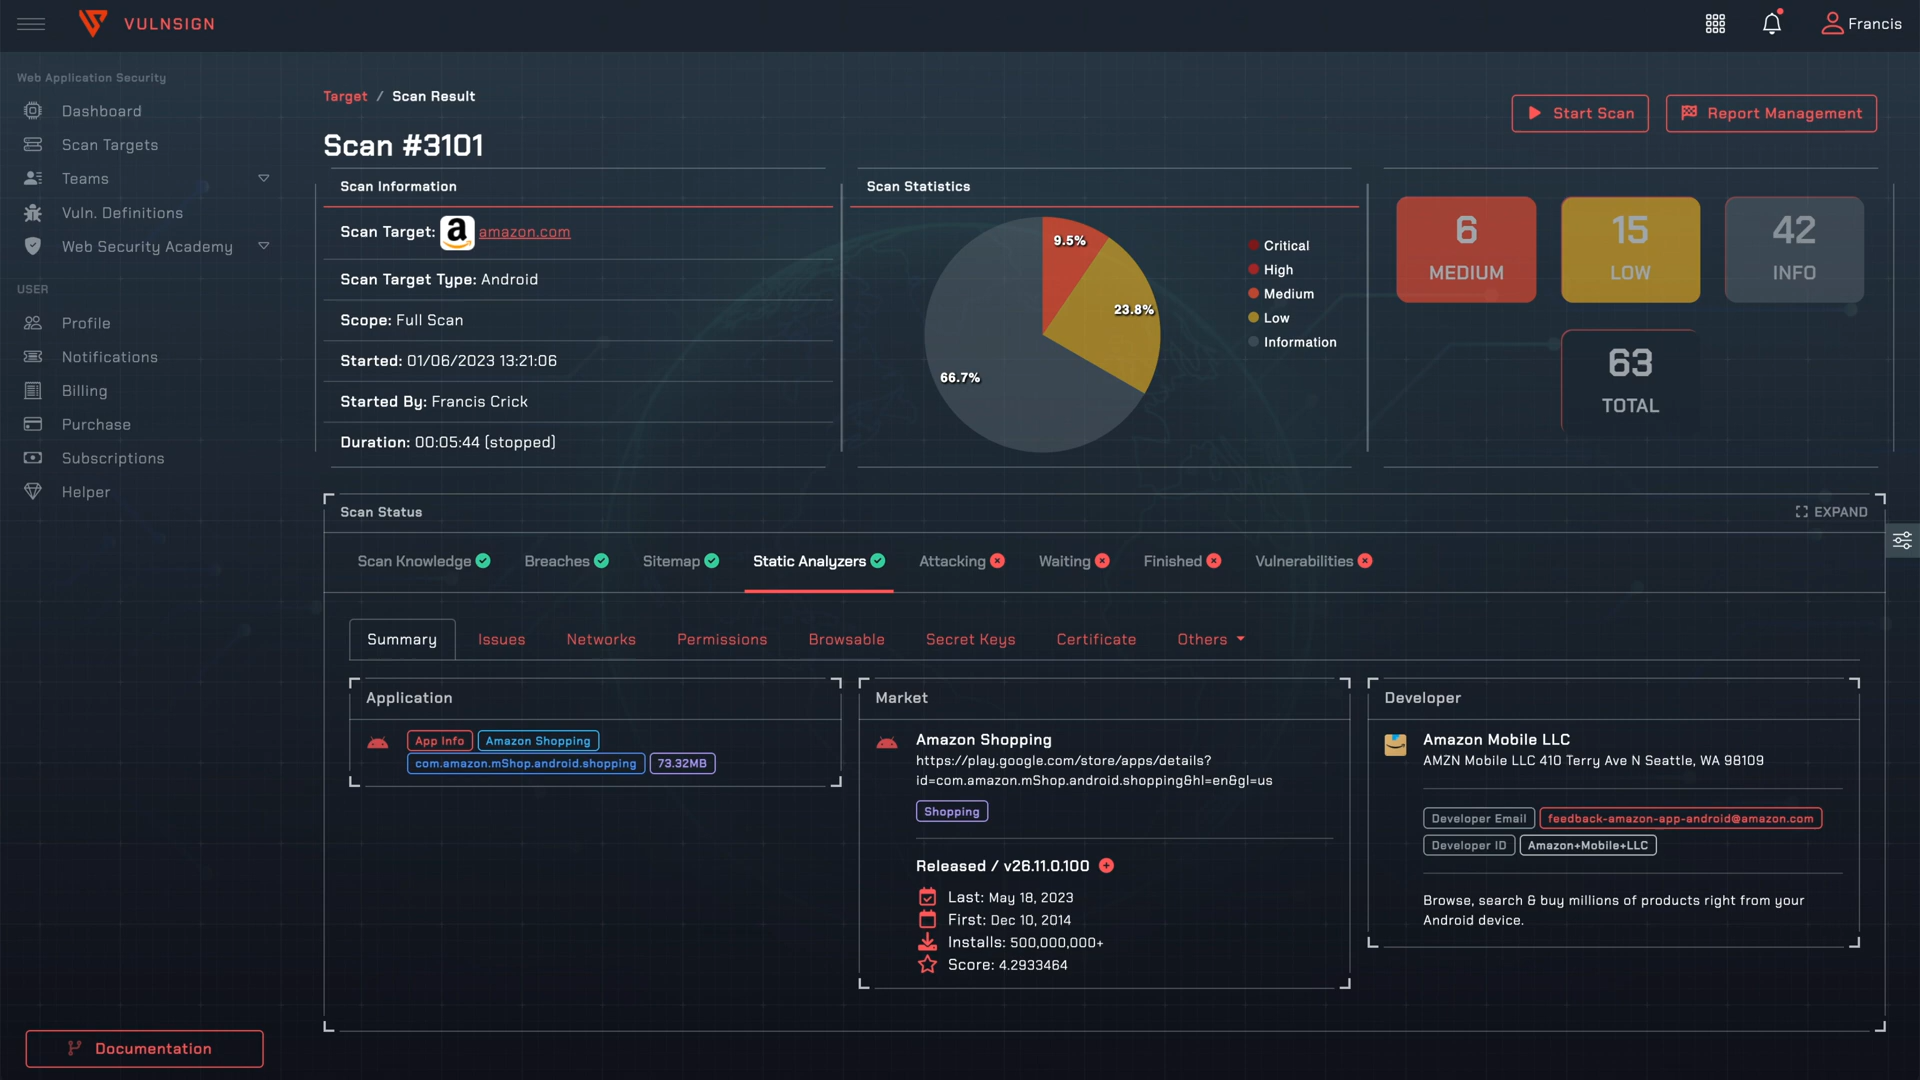 VULNSIGN
Francis
Web Application Security
Dashboard
Scan Targets
Teams
Vuln. Definitions
Web Security Academy
USER
Profile
Notifications
Billing
Purchase
Subscriptions
Helper
Documentation
Target / Scan Result
Start Scan
Report Management
Scan #3101
Scan Information
Scan Target: a amazon.com
Scan Target Type: Android
Scope: Full Scan
Started: 01/06/2023 13:21:06
Started By: Francis Crick
Duration: 00:05:44 (stopped)
Scan Statistics
9.5%
23.8%
66.7%
Critical
High
Medium
Low
Information
6
MEDIUM
15
LOW
42
INFO
63
TOTAL
Scan Status
EXPAND
Scan Knowledge Breaches Sitemap Static Analyzers Attacking Waiting Finished Vulnerabilities
Summary Issues Networks Permissions Browsable Secret Keys Certificate Others
Application
App Info Amazon Shopping
com.amazon.mShop.android.shopping 73.32MB
Market
Amazon Shopping
https://play.google.com/store/apps/details?
id=com.amazon.mShop.android.shopping&hl=en&gl=us
Shopping
Released / v26.11.0.100
Last: May 18, 2023
First: Dec 10, 2014
Installs: 500,000,000+
Score: 4.2933464
Developer
Amazon Mobile LLC
AMZN Mobile LLC 410 Terry Ave N Seattle, WA 98109
Developer Email feedback-amazon-app-android@amazon.com
Developer ID Amazon+Mobile+LLC
Browse, search & buy millions of products right from your
Android device.